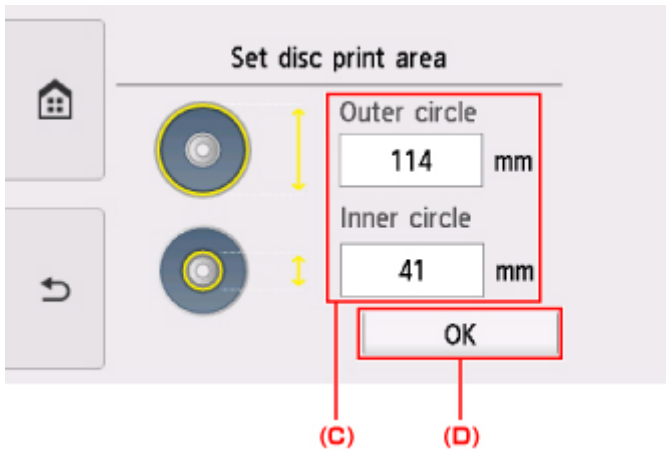 Set disc print area
Outer circle
114 mm
Inner circle
41 mm
OK
(C) (D)